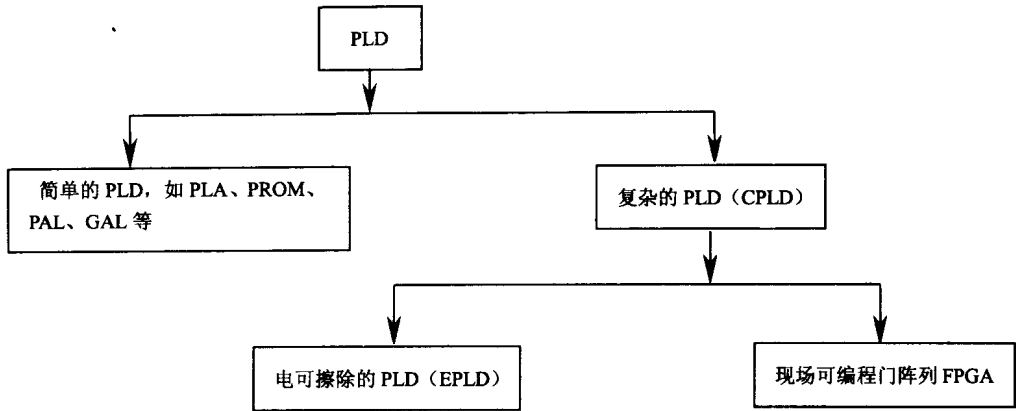 PLD
简单的 PLD，如 PLA、PROM、
PAL、GAL 等
复杂的 PLD（CPLD）
电可擦除的 PLD（EPLD）
现场可编程门阵列 FPGA